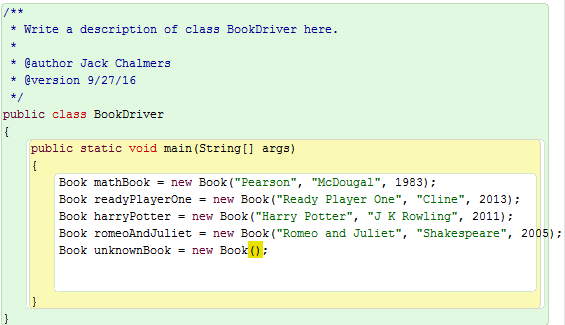 /**
 * Write a description of class BookDriver here.
 *
 * @author Jack Chalmers
 * @version 9/27/16
 */
public class BookDriver
{
    public static void main(String[] args)
    {
        Book mathBook = new Book("Pearson", "McDougal", 1983);
        Book readyPlayerOne = new Book("Ready Player One", "Cline", 2013);
        Book harryPotter = new Book("Harry Potter", "J K Rowling", 2011);
        Book romeoAndJuliet = new Book("Romeo and Juliet", "Shakespeare", 2005);
        Book unknownBook = new Book();
    }
}